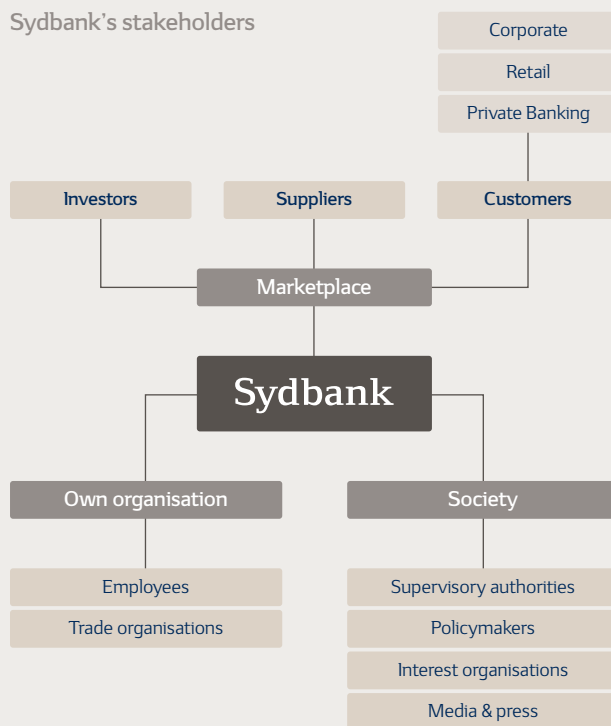 Sydbank's stakeholders
Corporate
Retail
Private Banking
Investors
Suppliers
Customers
Marketplace
Sydbank
Own organisation
Society
Employees
Trade organisations
Supervisory authorities
Policymakers
Interest organisations
Media & press